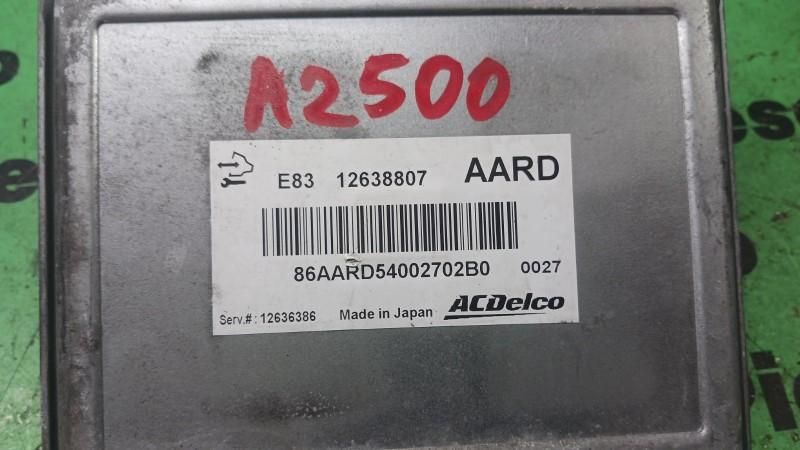 A2500
E83 12638807 AARD
86AARD54002702B0 0027
Serv.#: 12636386 Made in Japan ACDelco